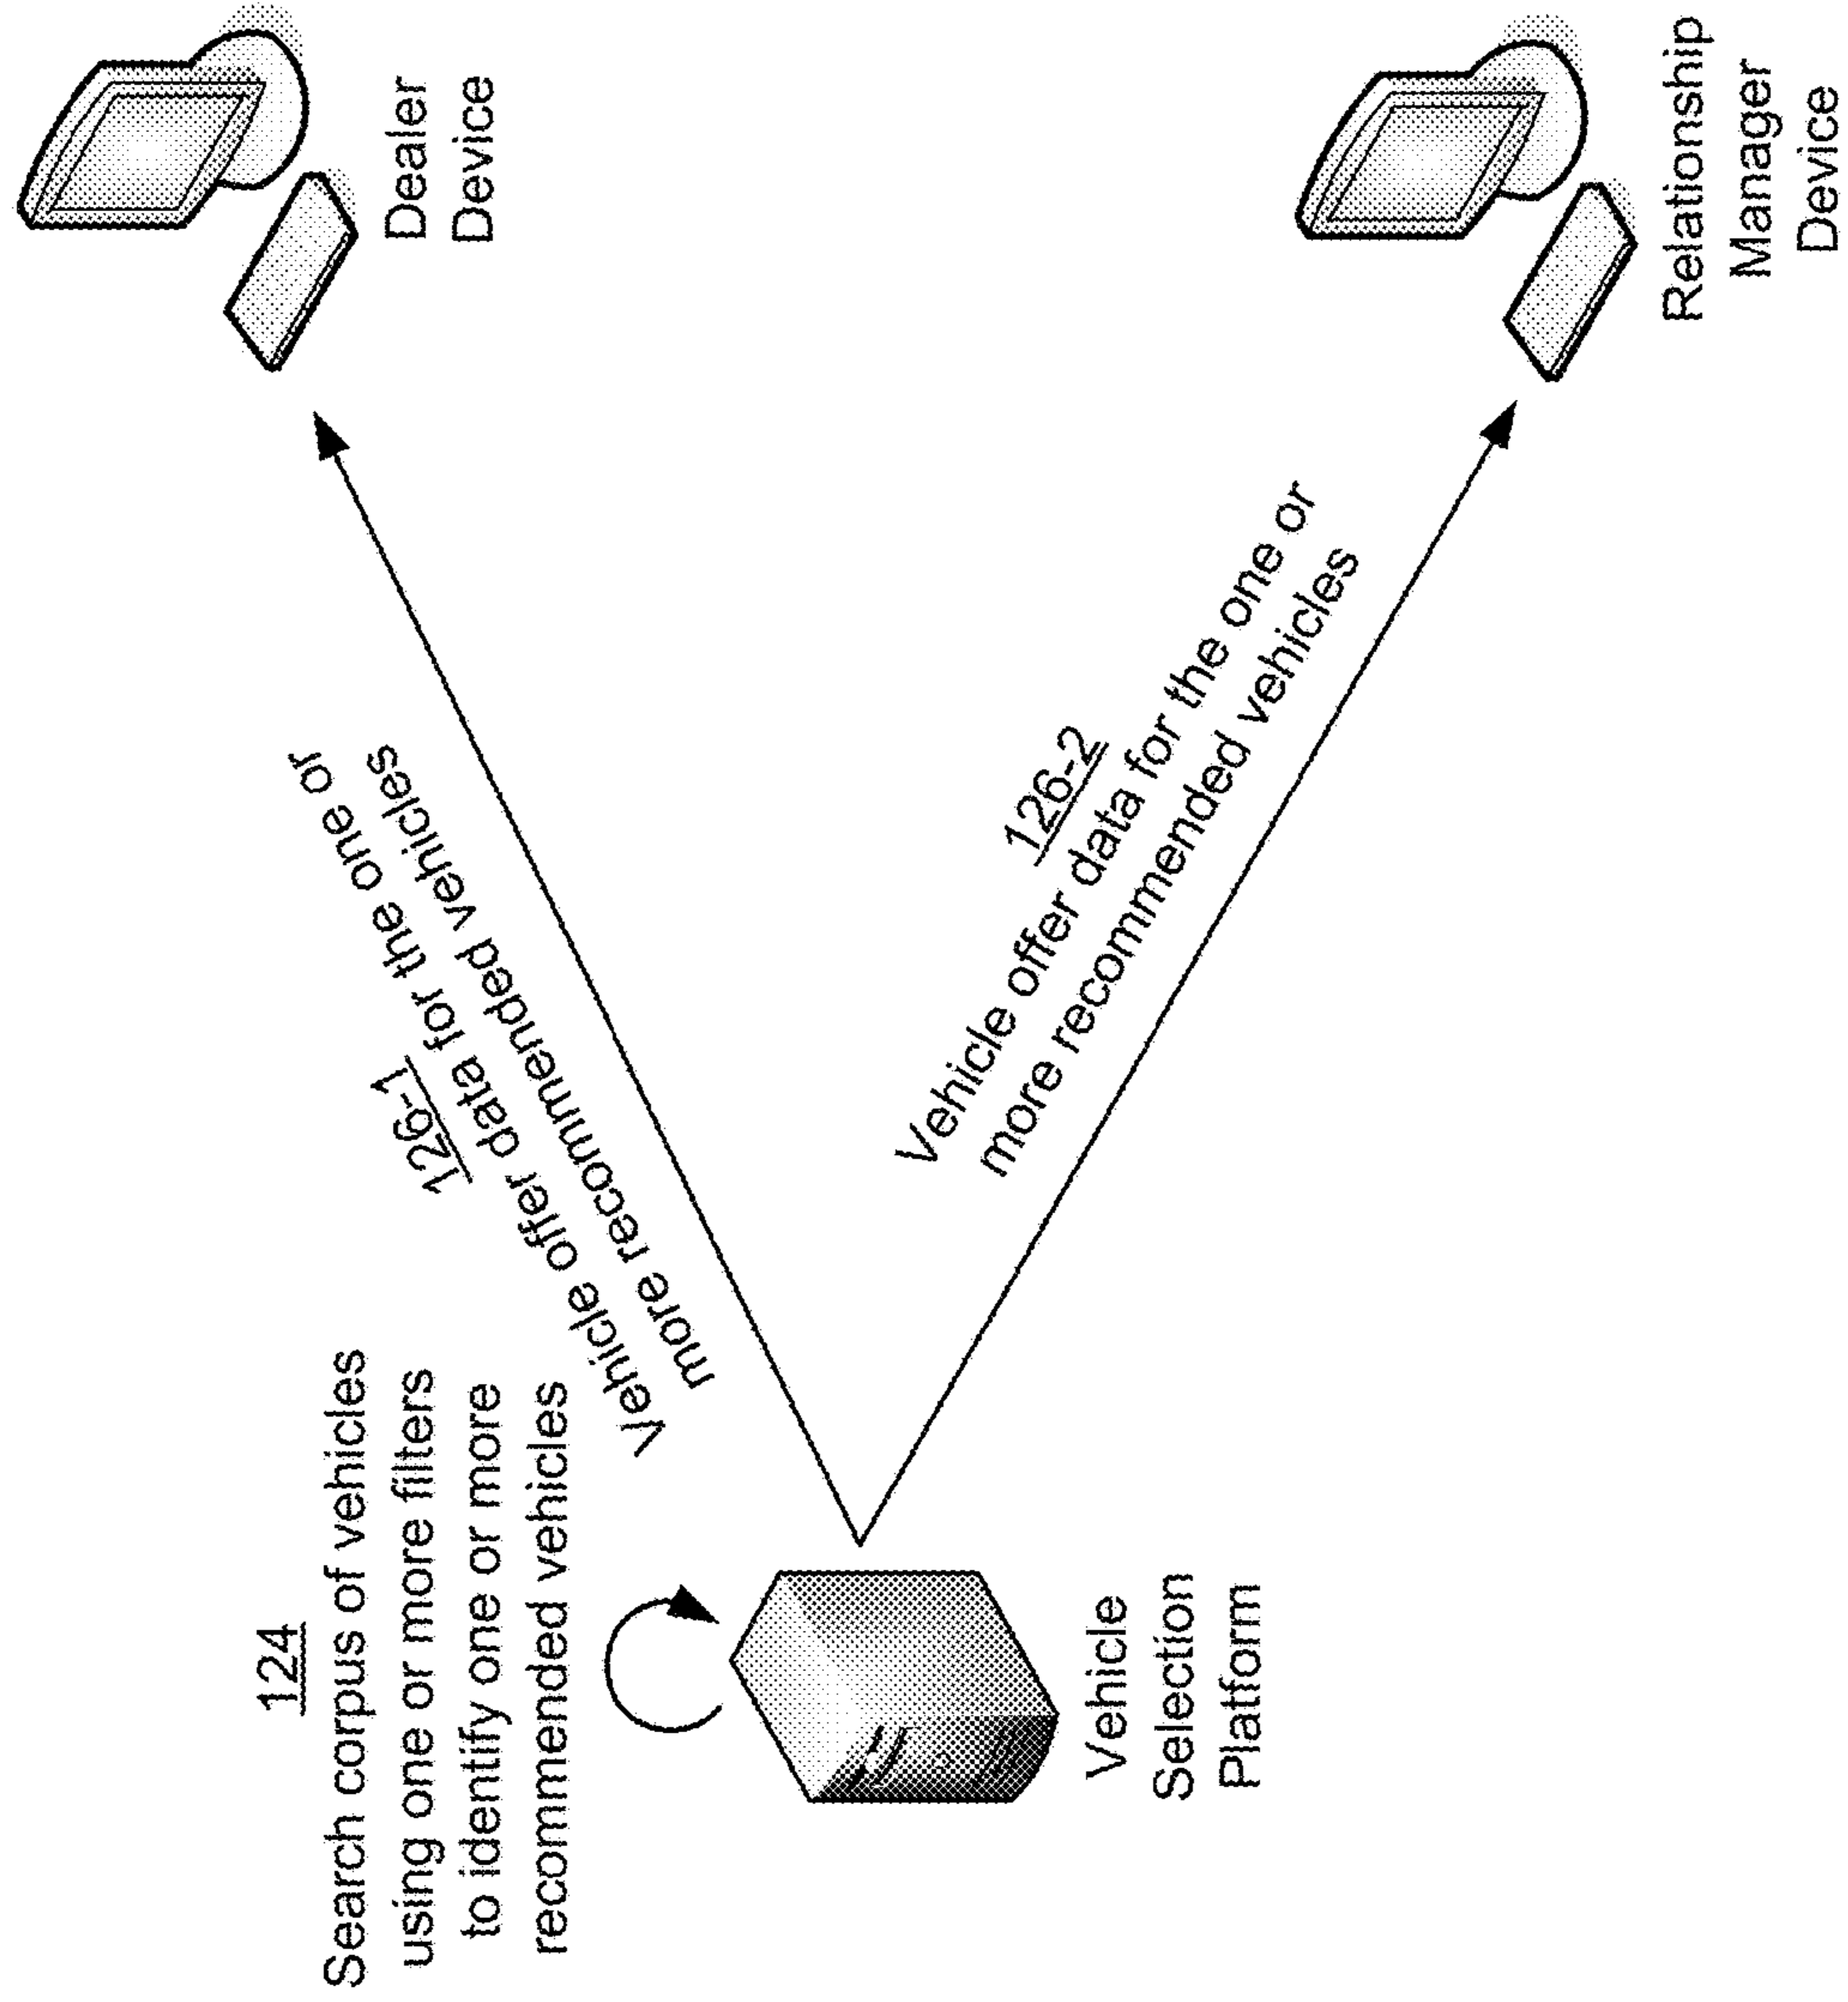 124
Search corpus of vehicles
using one or more filters
to identify one or more
recommended vehicles
Vehicle
Selection
Platform
126-1
Vehicle offer data for the one or
more recommended vehicles
126-2
Vehicle offer data for the one or
more recommended vehicles
Dealer
Device
Relationship
Manager
Device